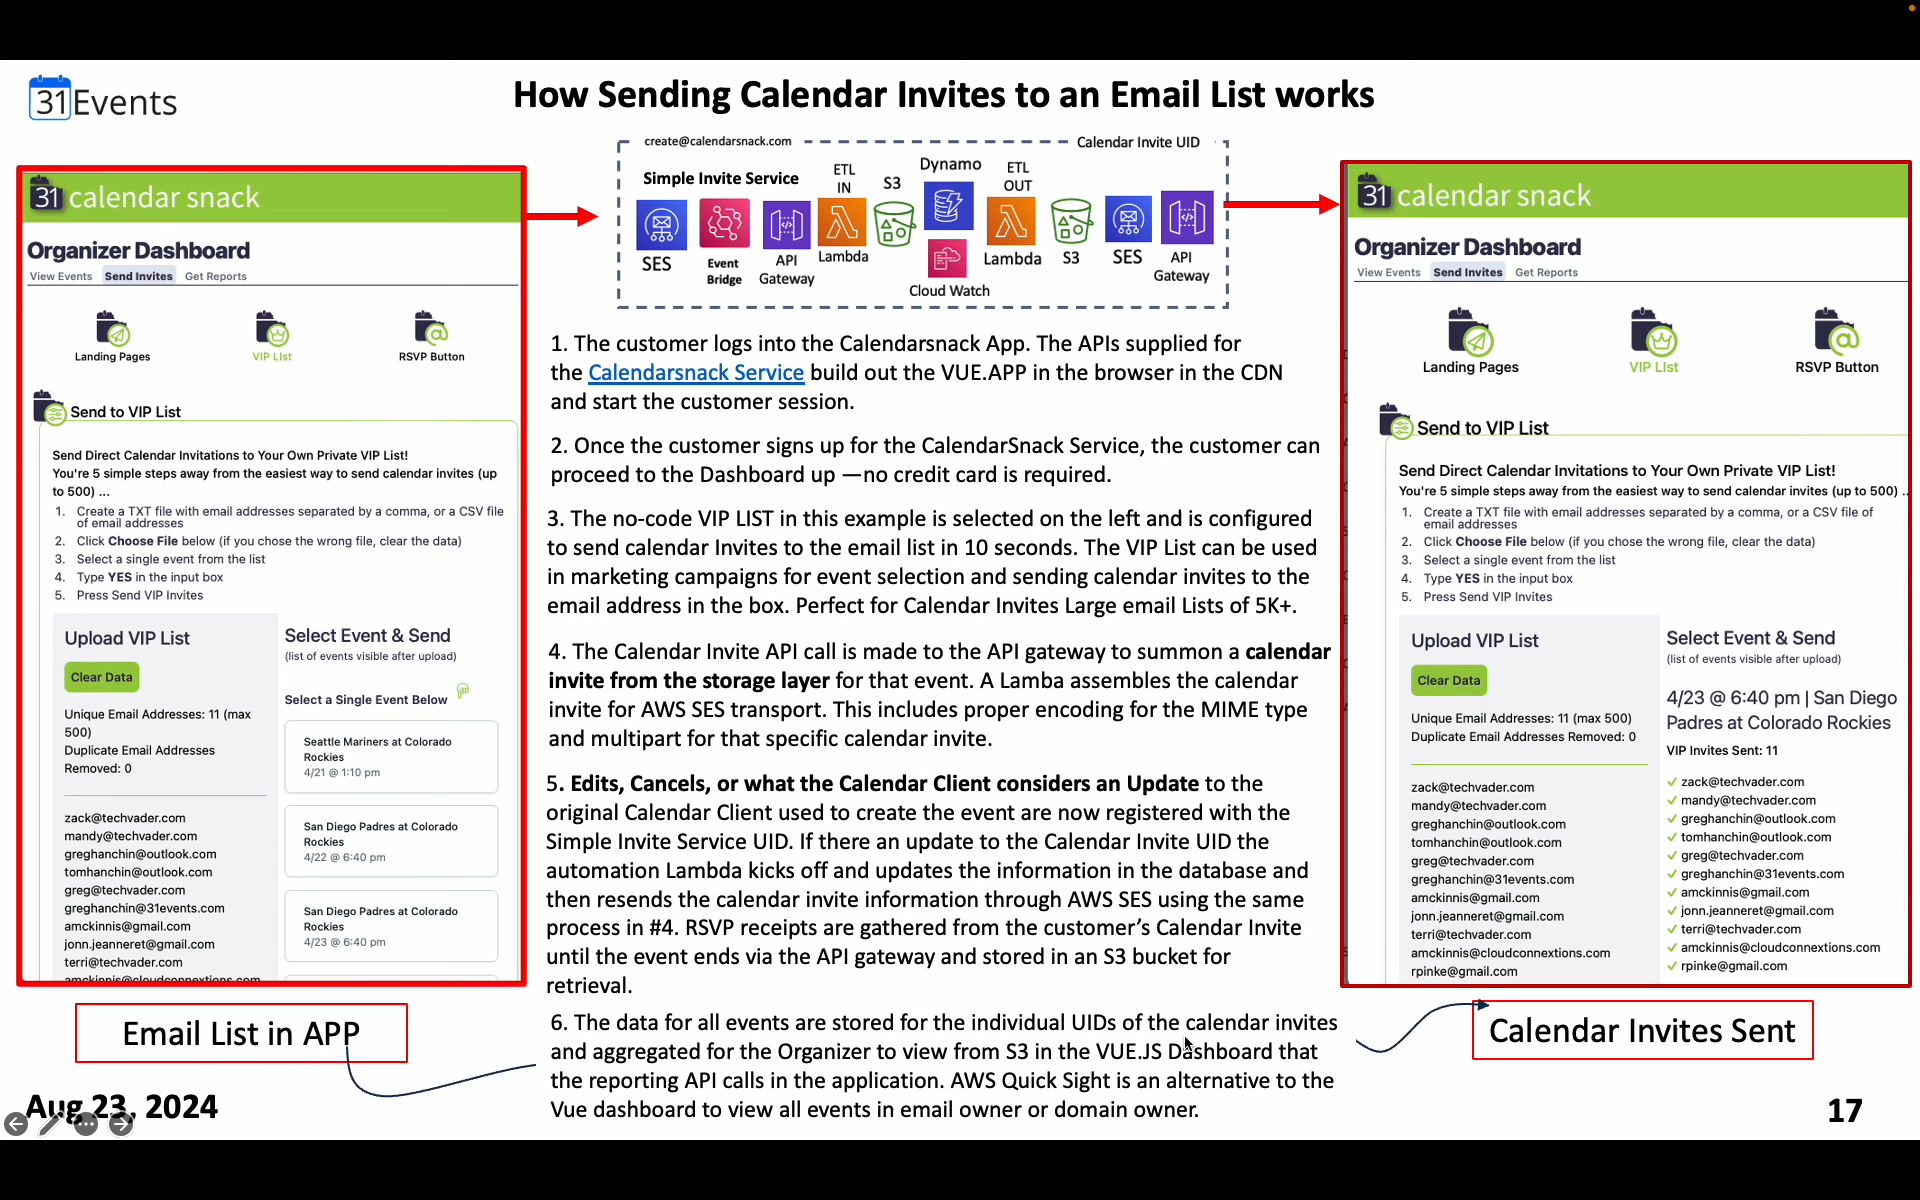 31 Events
How Sending Calendar Invites to an Email List works
create@calendarsnack.com
Calendar Invite UID
Simple Invite Service
ETL
IN
S3
Dynamo
ETL
OUT
SES
Event
Bridge
API
Gateway
Lambda
Cloud Watch
Lambda
S3
SES
API
Gateway
31 calendar snack
Organizer Dashboard
View Events Send Invites Get Reports
Landing Pages
VIP LIst
RSVP Button
Send to VIP List
Send Direct Calendar Invitations to Your Own Private VIP List!
You're 5 simple steps away from the easiest way to send calendar invites (up
to 500) ...
1. Create a TXT file with email addresses separated by a comma, or a CSV file
of email addresses
2. Click Choose File below (if you chose the wrong file, clear the data)
3. Select a single event from the list
4. Type YES in the input box
5. Press Send VIP Invites
Upload VIP List
Clear Data
Unique Email Addresses: 11 (max
500)
Duplicate Email Addresses
Removed: 0
zack@techvader.com
mandy@techvader.com
greghanchin@outlook.com
tomhanchin@outlook.com
greg@techvader.com
greghanchin@31events.com
amckinnis@gmail.com
jonn.jeanneret@gmail.com
terri@techvader.com
amckinnis@cloudconnextions.com
Select Event & Send
(list of events visible after upload)
Select a Single Event Below
Seattle Mariners at Colorado
Rockies
4/21 @ 1:10 pm
San Diego Padres at Colorado
Rockies
4/22 @ 6:40 pm
San Diego Padres at Colorado
Rockies
4/23 @ 6:40 pm
Email List in APP
1. The customer logs into the Calendarsnack App. The APIs supplied for
the Calendarsnack Service build out the VUE.APP in the browser in the CDN
and start the customer session.
2. Once the customer signs up for the CalendarSnack Service, the customer can
proceed to the Dashboard up —no credit card is required.
3. The no-code VIP LIST in this example is selected on the left and is configured
to send calendar Invites to the email list in 10 seconds. The VIP List can be used
in marketing campaigns for event selection and sending calendar invites to the
email address in the box. Perfect for Calendar Invites Large email Lists of 5K+.
4. The Calendar Invite API call is made to the API gateway to summon a calendar
invite from the storage layer for that event. A Lamba assembles the calendar
invite for AWS SES transport. This includes proper encoding for the MIME type
and multipart for that specific calendar invite.
5. Edits, Cancels, or what the Calendar Client considers an Update to the
original Calendar Client used to create the event are now registered with the
Simple Invite Service UID. If there an update to the Calendar Invite UID the
automation Lambda kicks off and updates the information in the database and
then resends the calendar invite information through AWS SES using the same
process in #4. RSVP receipts are gathered from the customer’s Calendar Invite
until the event ends via the API gateway and stored in an S3 bucket for
retrieval.
6. The data for all events are stored for the individual UIDs of the calendar invites
and aggregated for the Organizer to view from S3 in the VUE.JS Dashboard that
the reporting API calls in the application. AWS Quick Sight is an alternative to the
Vue dashboard to view all events in email owner or domain owner.
31 calendar snack
Organizer Dashboard
View Events Send Invites Get Reports
Landing Pages
VIP LIst
RSVP Button
Send to VIP List
Send Direct Calendar Invitations to Your Own Private VIP List!
You're 5 simple steps away from the easiest way to send calendar invites (up to 500) ..
1. Create a TXT file with email addresses separated by a comma, or a CSV file of
email addresses
2. Click Choose File below (if you chose the wrong file, clear the data)
3. Select a single event from the list
4. Type YES in the input box
5. Press Send VIP Invites
Upload VIP List
Clear Data
Unique Email Addresses: 11 (max 500)
Duplicate Email Addresses Removed: 0
zack@techvader.com
mandy@techvader.com
greghanchin@outlook.com
tomhanchin@outlook.com
greg@techvader.com
greghanchin@31events.com
amckinnis@gmail.com
jonn.jeanneret@gmail.com
terri@techvader.com
amckinnis@cloudconnextions.com
rpinke@gmail.com
Select Event & Send
(list of events visible after upload)
4/23 @ 6:40 pm | San Diego
Padres at Colorado Rockies
VIP Invites Sent: 11
zack@techvader.com
mandy@techvader.com
greghanchin@outlook.com
tomhanchin@outlook.com
greg@techvader.com
greghanchin@31events.com
amckinnis@gmail.com
jonn.jeanneret@gmail.com
terri@techvader.com
amckinnis@cloudconnextions.com
rpinke@gmail.com
Calendar Invites Sent
Aug 23, 2024
17